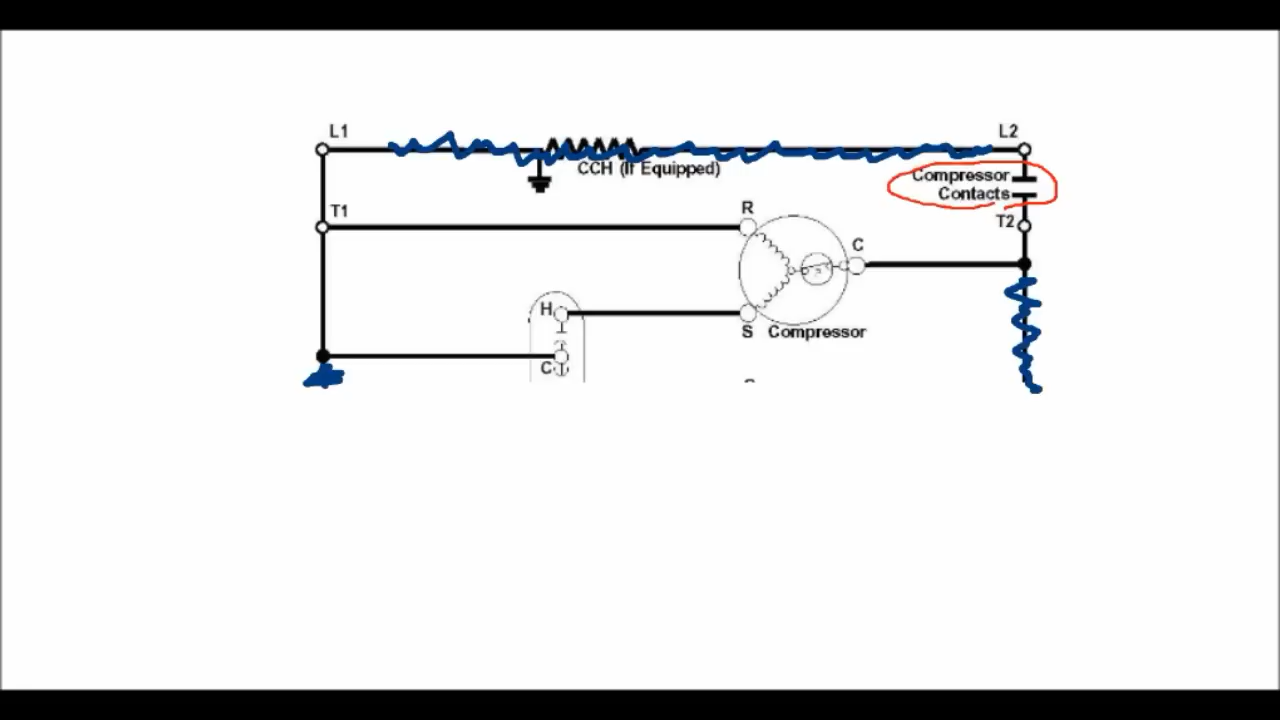 L1
L2
CCH (If Equipped)
Compressor
Contacts
T1
R
T2
C
H
S
Compressor
C